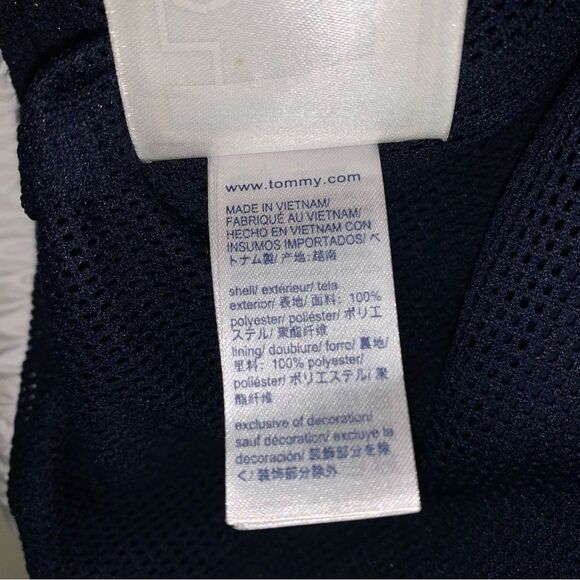 www.tommy.com
MADE IN VIETNAM/
FABRIQUÉ AU VIETNAM/
HECHO EN VIETNAM CON
INSUMOS IMPORTADOS/ ベ
トナム製/ 产地: 越南
shell/ extérieur/ tela
exterior/ 表地/ 面料: 100%
polyester/ poliéster/ ポリエ
ステル/ 聚酯纤维
lining/ doublure/ forro/ 裏地/
里料: 100% polyester/
poliéster/ ポリエステル/ 聚
酯纤维
exclusive of decoration/
sauf décoration/ excluye la
decoración/ 装飾部分を除
く/ 装饰部分除外